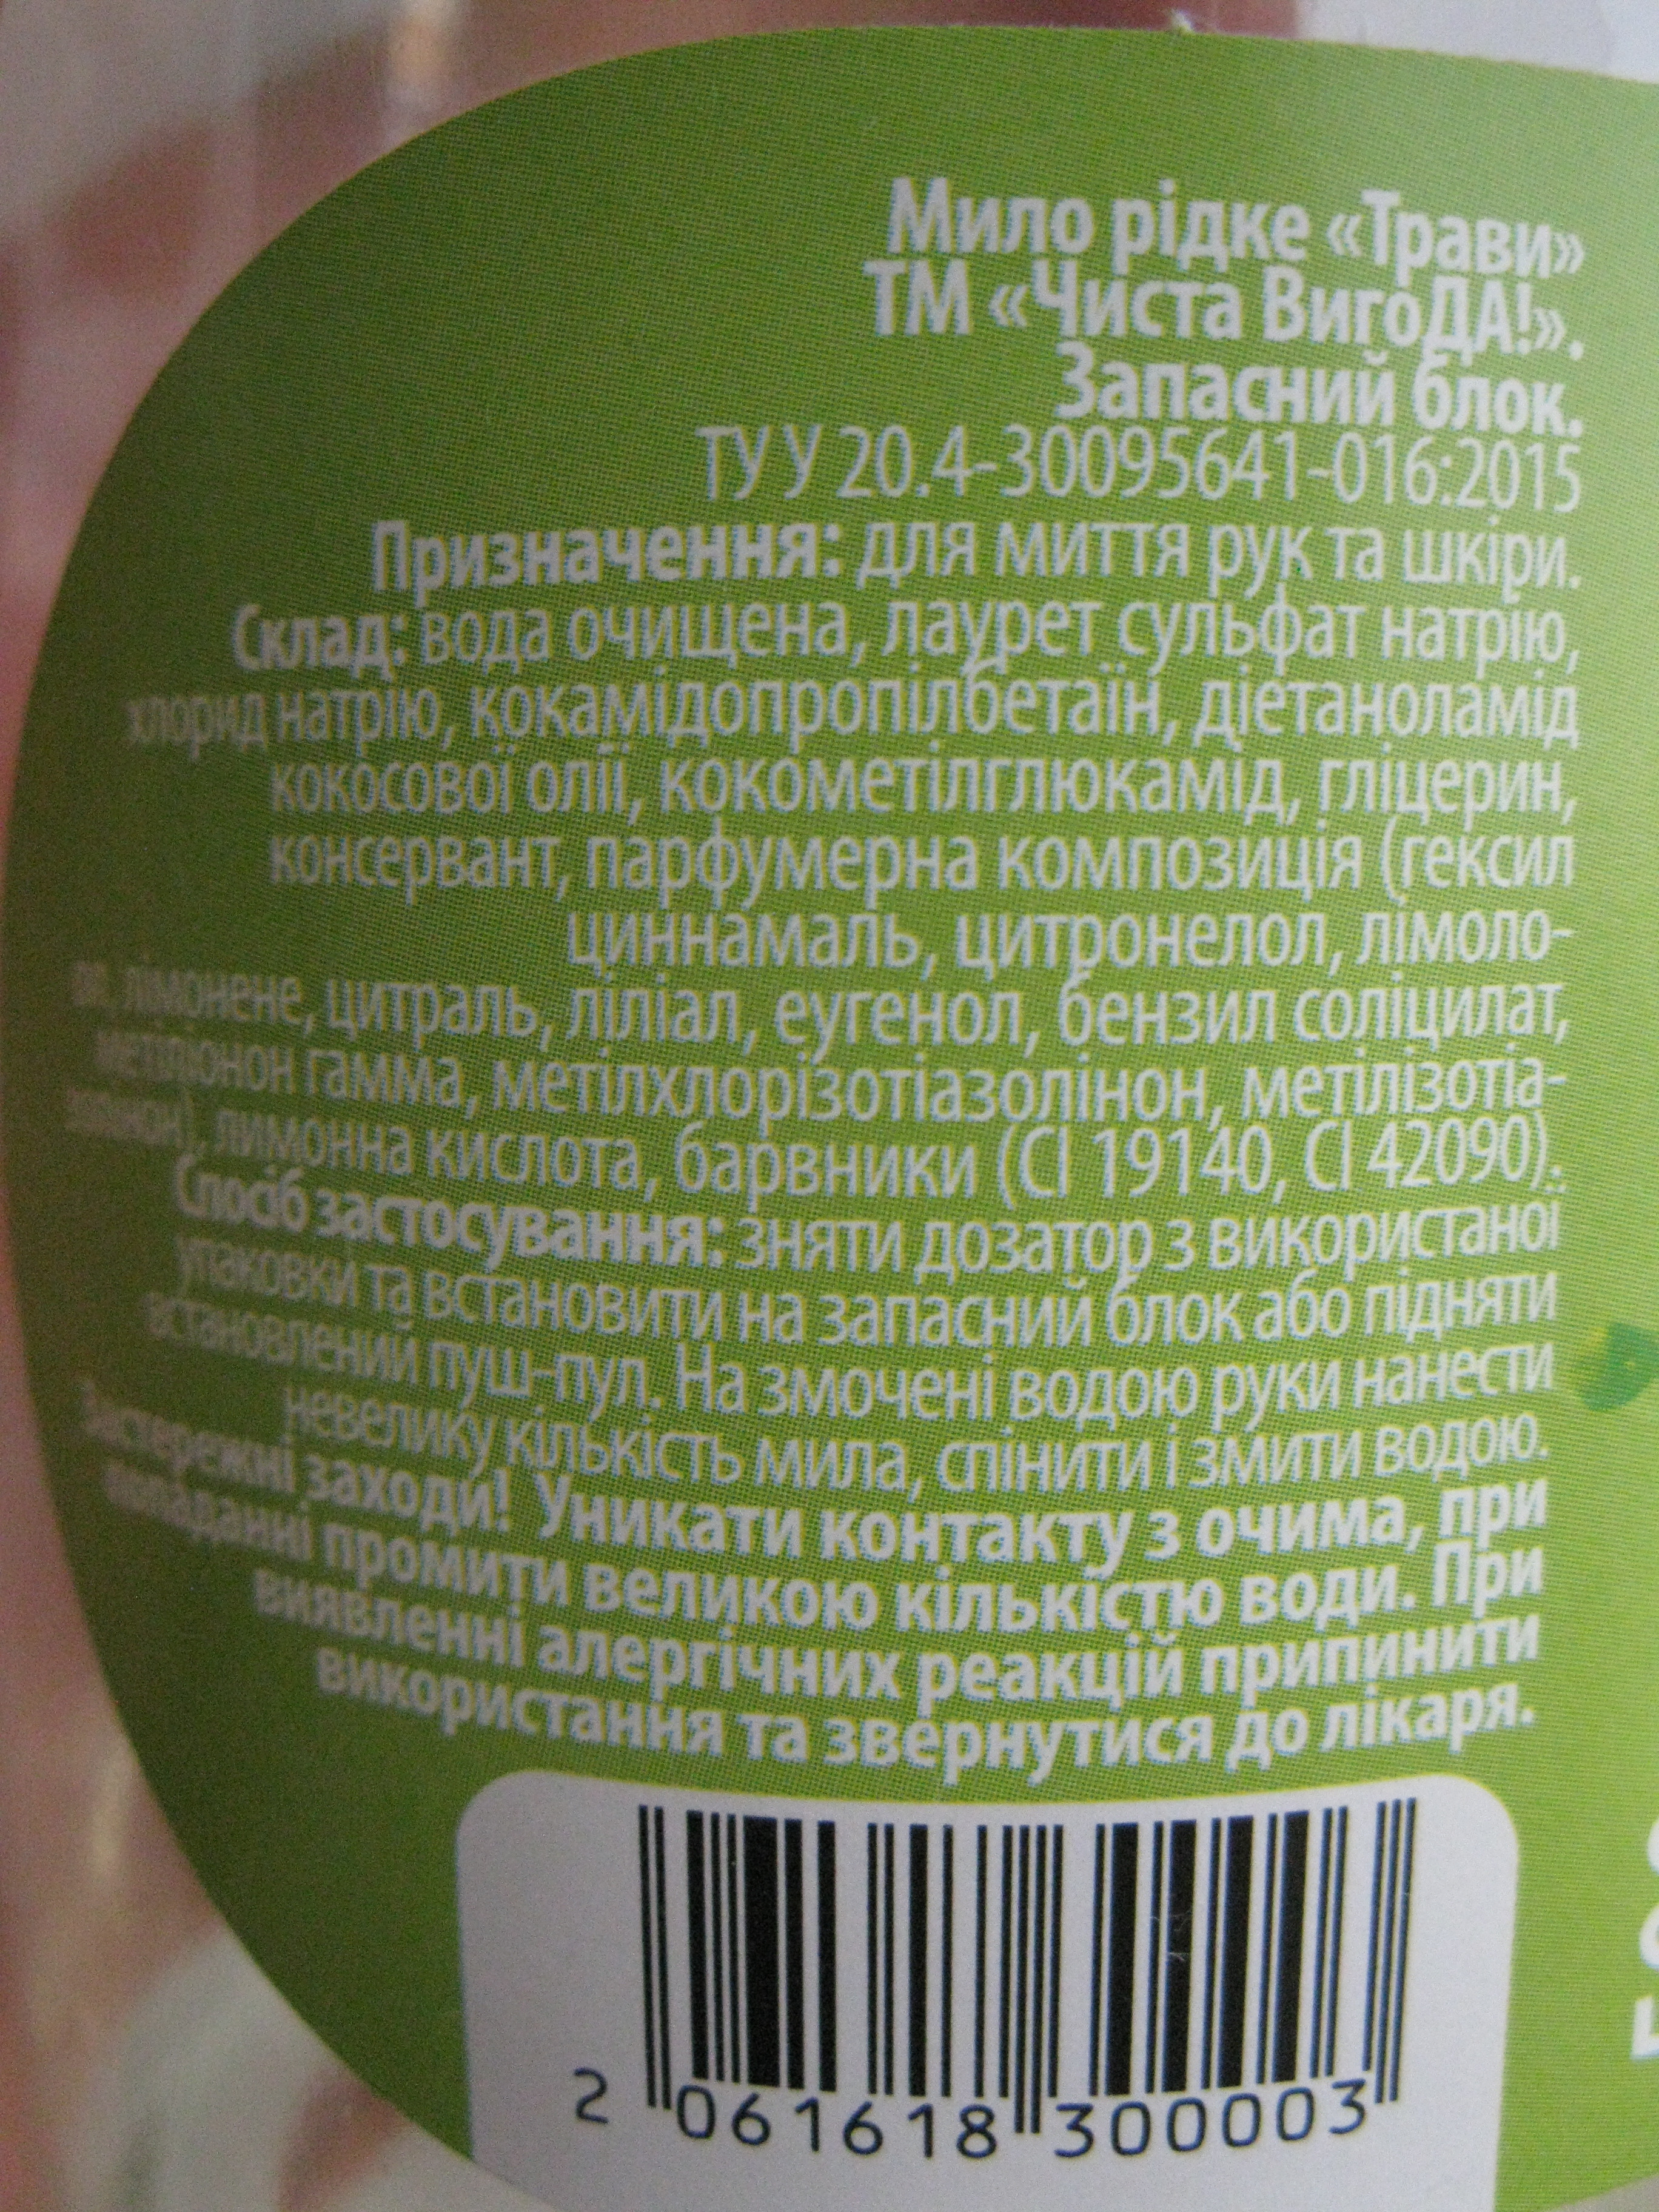 Мило рідке «Трави»
ТМ «Чиста ВигоДА!».
Запасний блок.
ТУ У 20.4-30095641-016:2015
Призначення: для миття рук та шкіри.
Склад: вода очищена, лаурет сульфат натрію,
хлорид натрію, кокамідопропілбетаїн, діетаноламід
кокосової олії, кокометілглюкамід, гліцерин,
консервант, парфумерна композиція (гексил
циннамаль, цитронелол, лімоло-
лімонене, цитраль, ліліал, еугенол, бензил соліцилат,
метіліонон гамма, метілхлорізотіазолінон, метілізотіа-
лимонна кислота, барвники (CI 19140, CI 42090).
Спосіб застосування: зняти дозатор з використаної
упаковки та встановити на запасний блок або підняти
встановлений пуш-пул. На змочені водою руки нанести
невелику кількість мила, спінити і змити водою.
Застережні заходи! Уникати контакту з очима, при
попаданні промити великою кількістю води. При
виявленні алергічних реакцій припинити
використання та звернутися до лікаря.
2 061618 300003